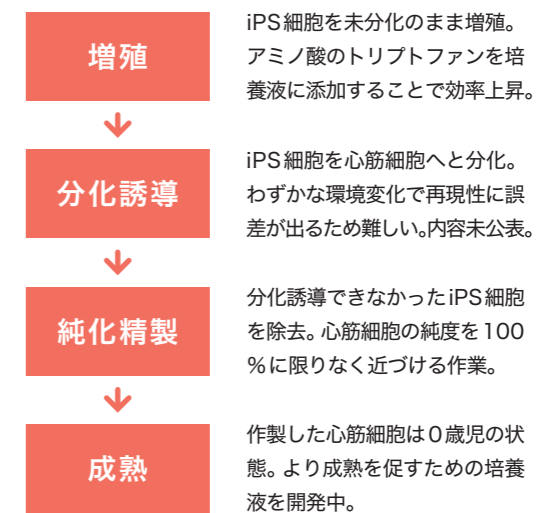 増殖
iPS細胞を未分化のまま増殖。
アミノ酸のトリプトファンを培
養液に添加することで効率上昇。
分化誘導
iPS細胞を心筋細胞へと分化。
わずかな環境変化で再現性に誤
差が出るため難しい。内容未公表。
純化精製
分化誘導できなかったiPS細胞
を除去。心筋細胞の純度を100
%に限りなく近づける作業。
成熟
作製した心筋細胞は0歳児の状
態。より成熟を促すための培養
液を開発中。